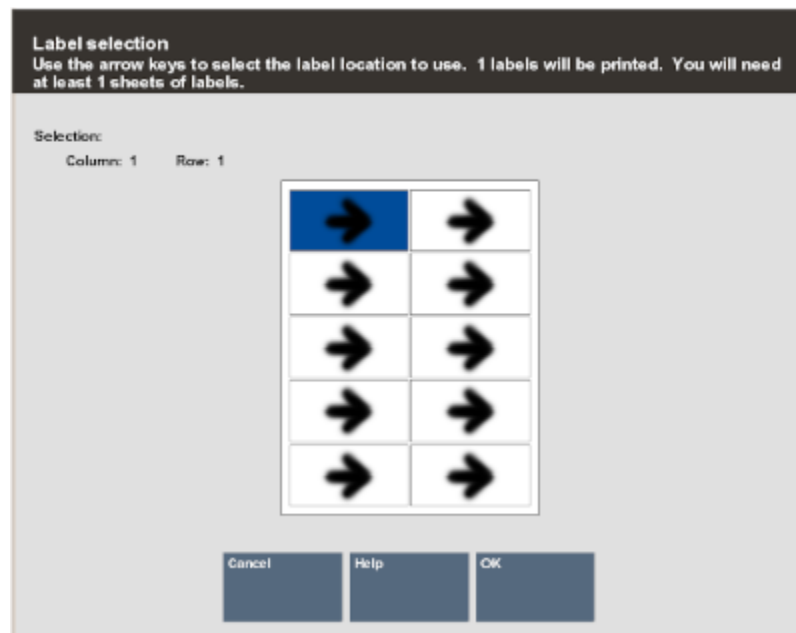 Label selection
Use the arrow keys to select the label location to use.  1 labels will be printed.  You will need
at least 1 sheets of labels.
Selection:
Column: 1 Row: 1
Cancel Help OK